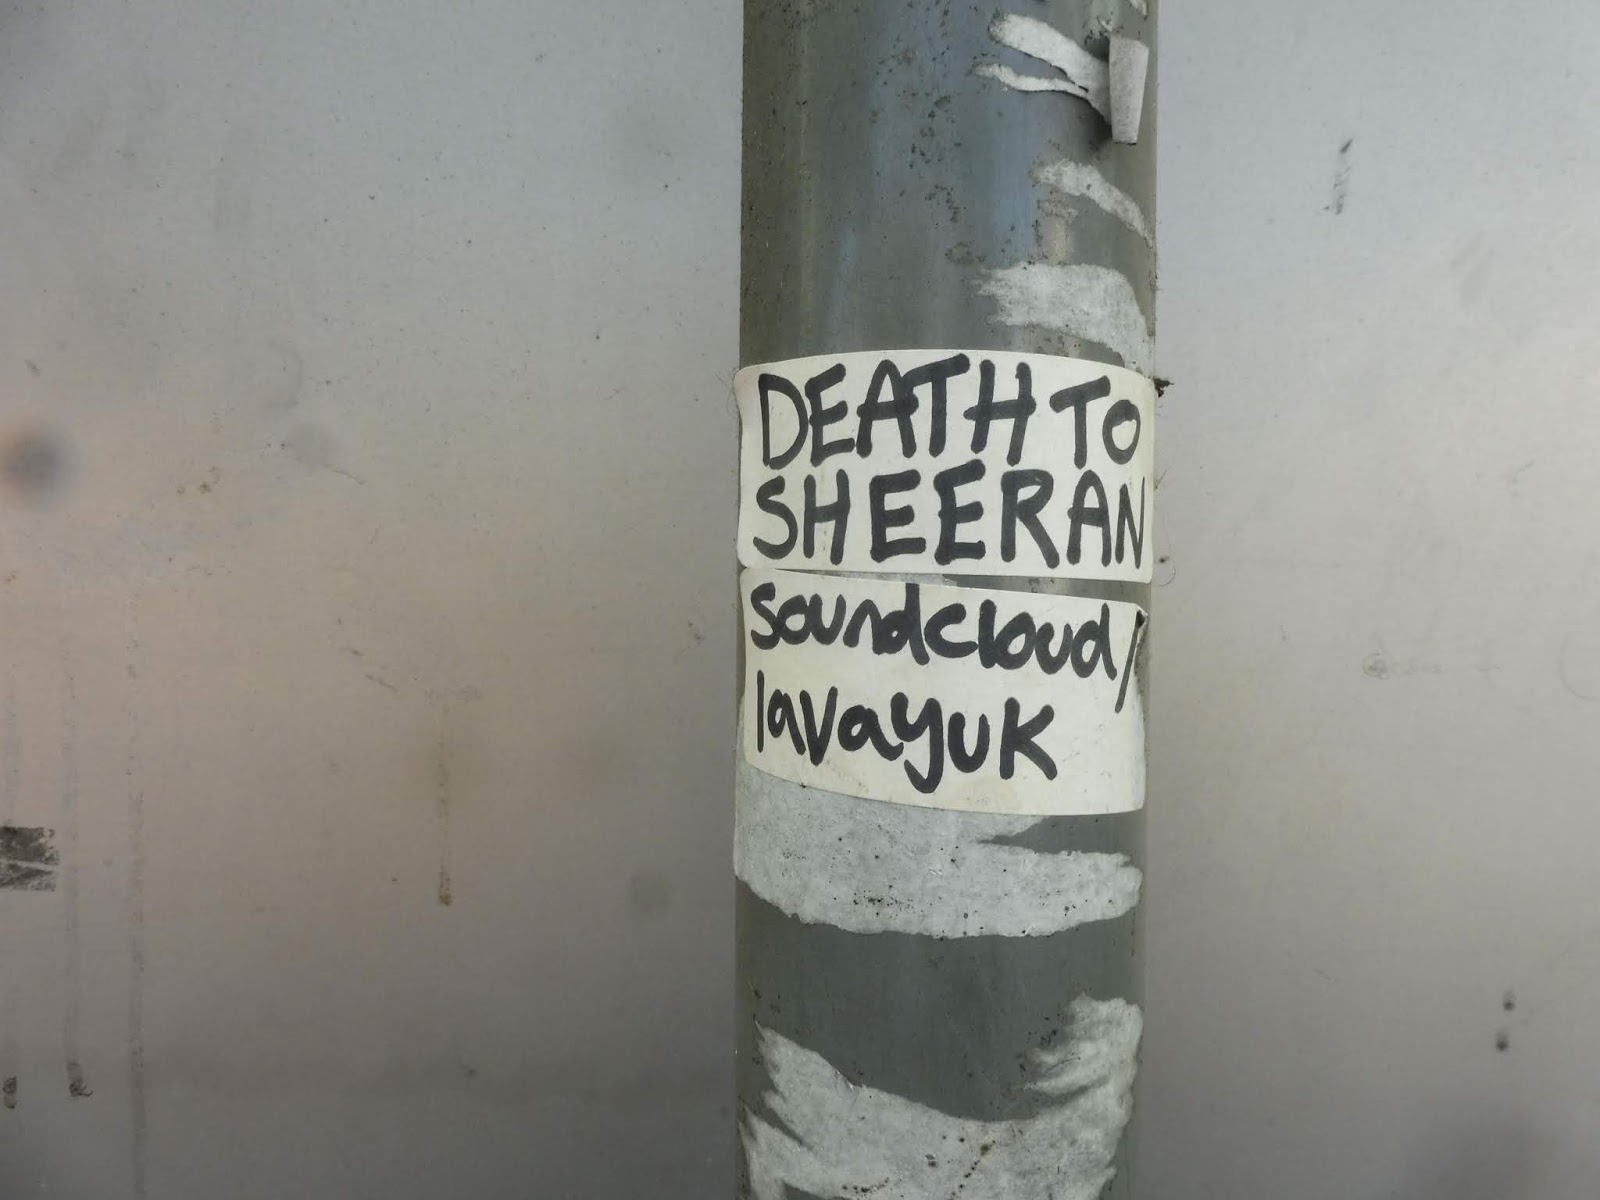 DEATH TO
SHEERAN
soundcloud/
lavayuk